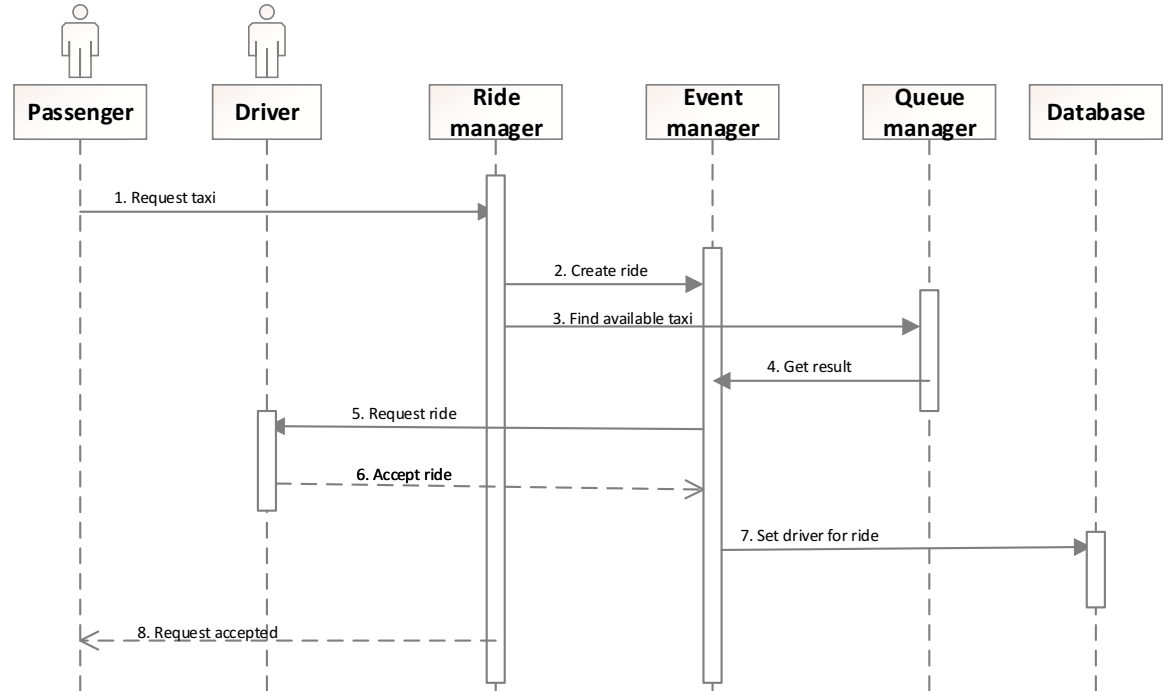 Passenger
Driver
Ride
manager
Event
manager
Queue
manager
Database
1. Request taxi
2. Create ride
3. Find available taxi
4. Get result
5. Request ride
6. Accept ride
7. Set driver for ride
8. Request accepted